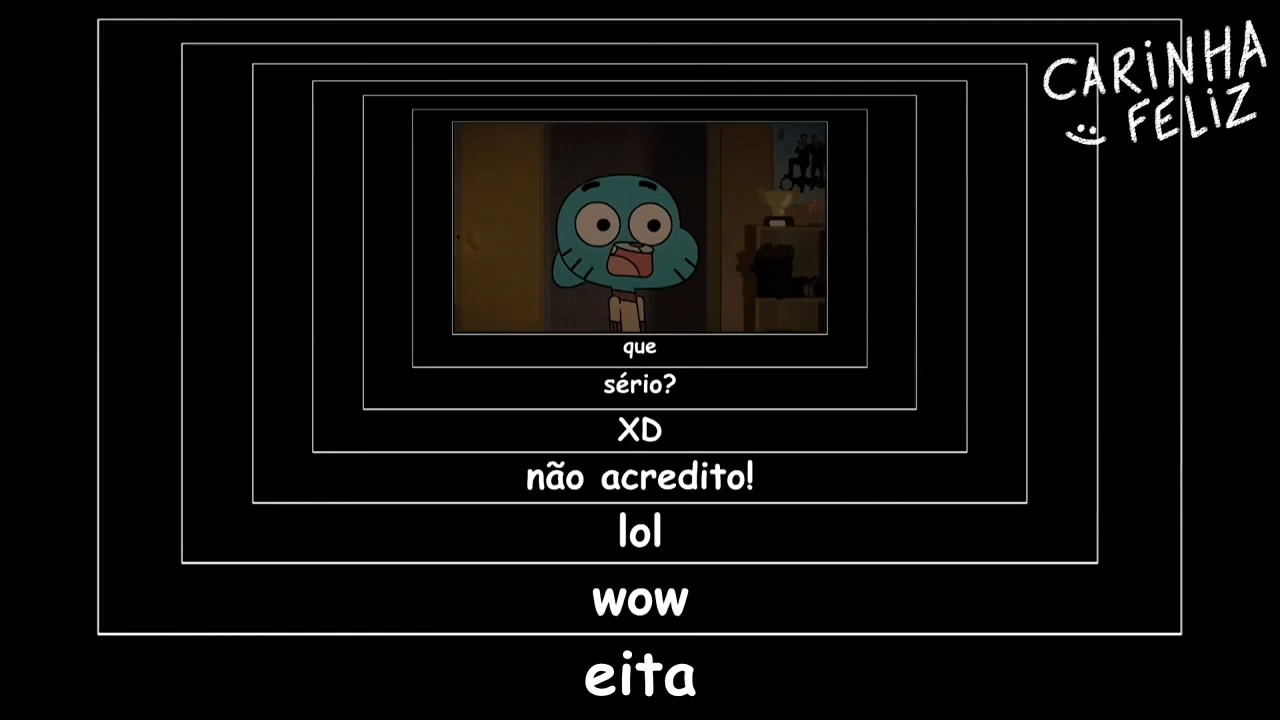 CARiNHA
FELiZ
que
sério?
XD
não acredito!
lol
wow
eita